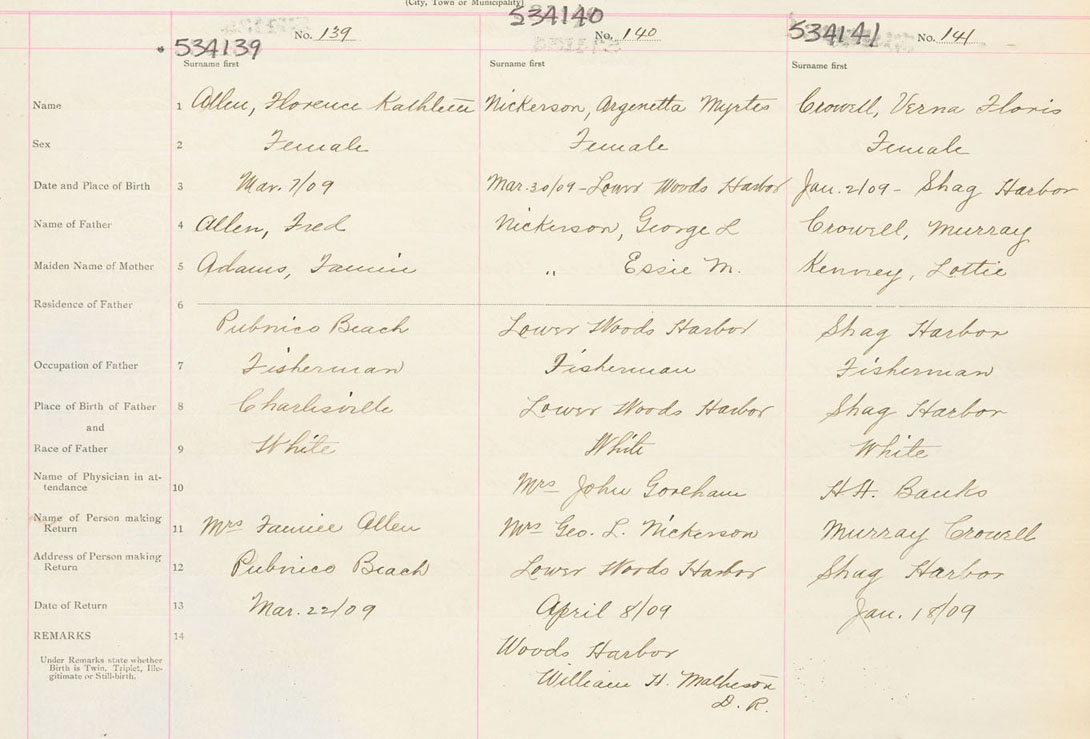 (City, Town or Municipality)
534139 No. 139 534140 No. 140 534141 No. 141
Surname first Surname first Surname first
Name 1 Allen, Florence Kathleen Nickerson, Argenetta Myrtes Crowell, Verna Floris
Sex 2 Female Female Female
Date and Place of Birth 3 Mar. 7/09 Mar. 30/09 - Lower Woods Harbor Jan. 2/09 - Shag Harbor
Name of Father 4 Allen, Fred Nickerson, George L Crowell, Murray
Maiden Name of Mother 5 Adams, Fannie " Essie M. Kenney, Lottie
Residence of Father 6
Pubnico Beach Lower Woods Harbor Shag Harbor
Occupation of Father 7 Fisherman Fisherman Fisherman
Place of Birth of Father 8 Charlesville Lower Woods Harbor Shag Harbor
and
Race of Father 9 White White White
Name of Physician in at-
tendance 10 Mrs John Goreham H.H. Banks
Name of Person making
Return 11 Mrs Fannie Allen Mrs Geo. L. Nickerson Murray Crowell
Address of Person making
Return 12 Pubnico Beach Lower Woods Harbor Shag Harbor
Date of Return 13 Mar. 22/09 April 8/09 Jan. 18/09
REMARKS 14 Woods Harbor
Under Remarks state whether
Birth is Twin, Triplet, Ille-
gitimate or Still-birth.
William H. Matheson
D. R.